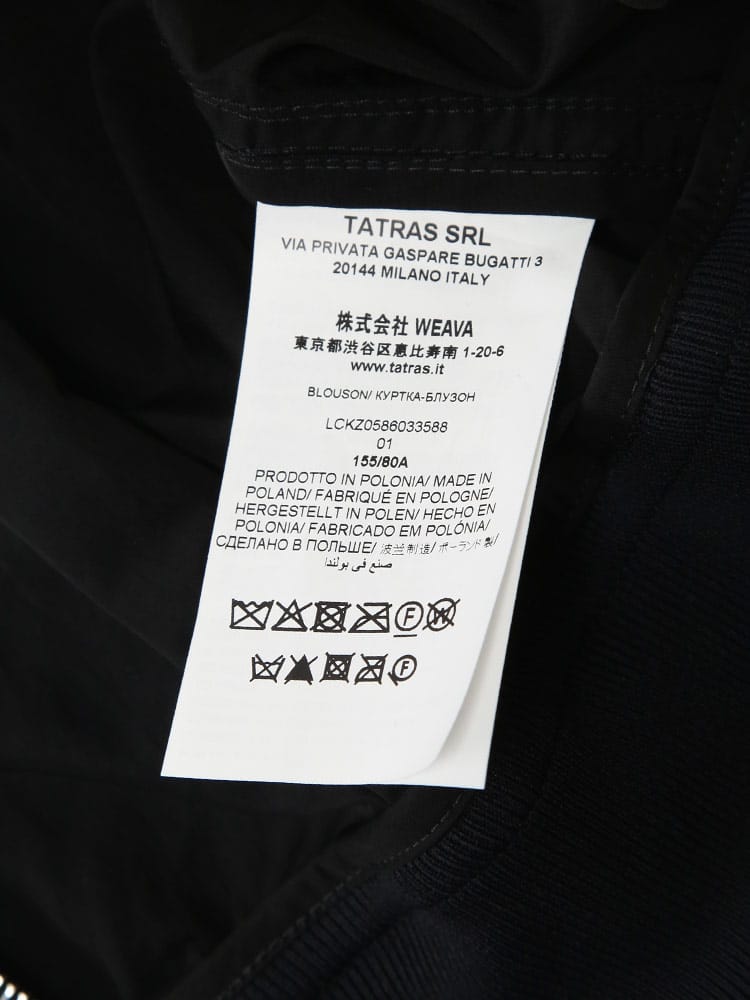 TATRAS SRL
VIA PRIVATA GASPARE BUGATTI 3
20144 MILANO ITALY
株式会社 WEAVA
東京都渋谷区恵比寿南 1-20-6
www.tatras.it
BLOUSON/ КУРТКА-БЛУЗОН
LCKZ0586033588
01
155/80A
PRODOTTO IN POLONIA/ MADE IN
POLAND/ FABRIQUÉ EN POLOGNE/
HERGESTELLT IN POLEN/ HECHO EN
POLONIA/ FABRICADO EM POLÓNIA/
СДЕЛАНО В ПОЛЬШЕ/ 波兰制造/ ポーランド製/
صنع في بولندا
F W
F